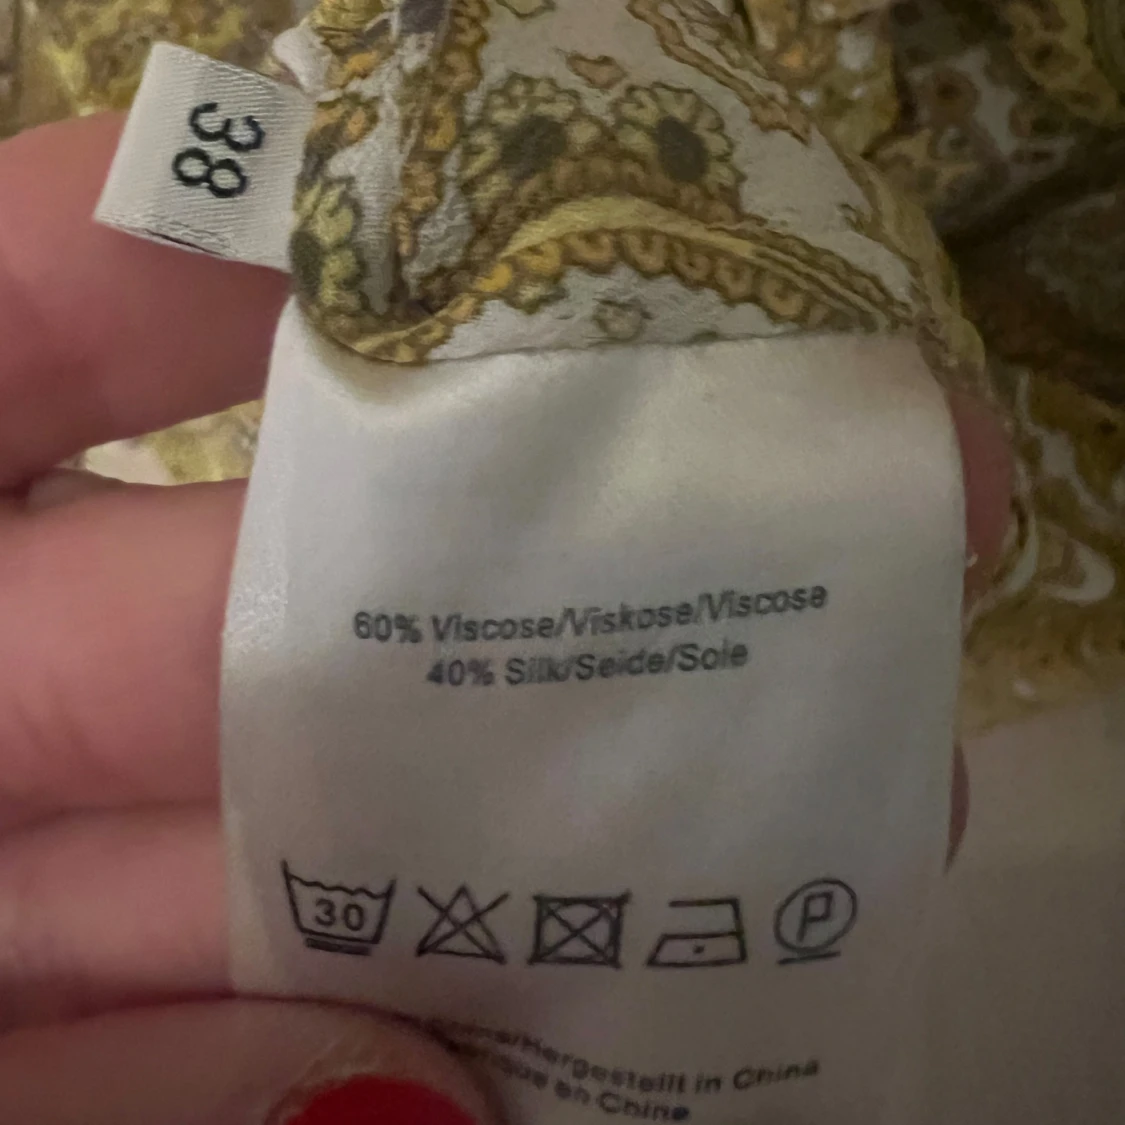 38
60% Viscose/Viskose/Viscose
40% Silk/Seide/Soie
30
P
/Hergestellt in China
en Chine